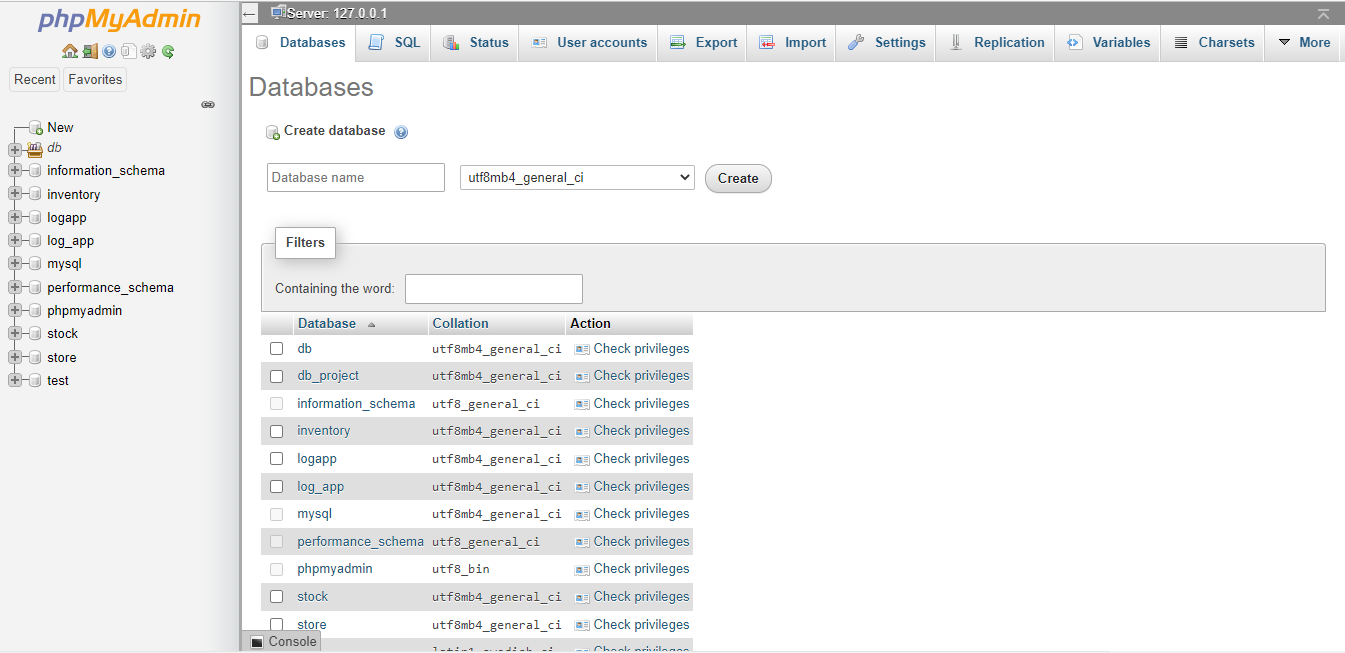 phpMyAdmin
Recent Favorites
New
db
information_schema
inventory
logapp
log_app
mysql
performance_schema
phpmyadmin
stock
store
test
Server: 127.0.0.1
Databases SQL Status User accounts Export Import Settings Replication Variables Charsets More
Databases
Create database
Database name utf8mb4_general_ci Create
Filters
Containing the word:
Database Collation Action
db utf8mb4_general_ci Check privileges
db_project utf8mb4_general_ci Check privileges
information_schema utf8_general_ci Check privileges
inventory utf8mb4_general_ci Check privileges
logapp utf8mb4_general_ci Check privileges
log_app utf8mb4_general_ci Check privileges
mysql utf8mb4_general_ci Check privileges
performance_schema utf8_general_ci Check privileges
phpmyadmin utf8_bin Check privileges
stock utf8mb4_general_ci Check privileges
store utf8mb4_general_ci Check privileges
latin1_swedish_ci Check privileges
Console